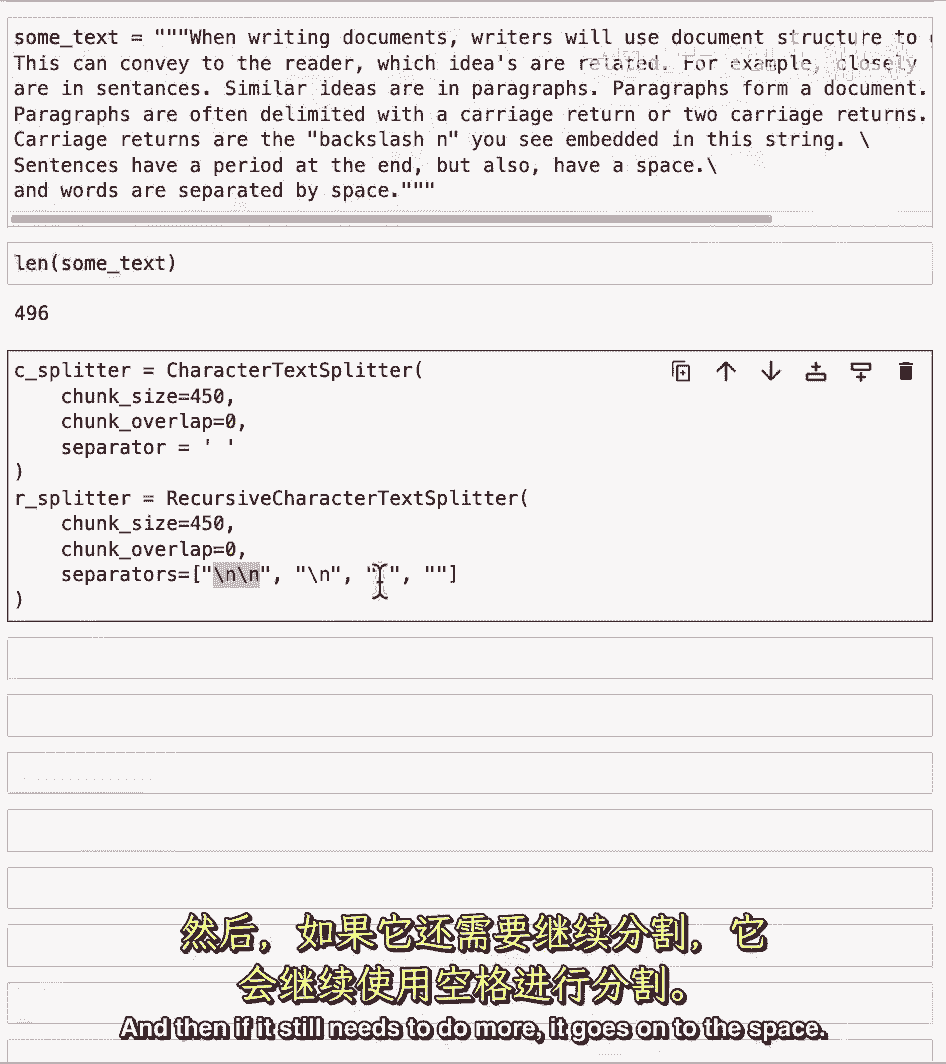 some_text = """When writing documents, writers will use document structure to
This can convey to the reader, which idea's are related. For example, closely
are in sentances. Similar ideas are in paragraphs. Paragraphs form a document.
Paragraphs are often delimited with a carriage return or two carriage returns.
Carriage returns are the "backslash n" you see embedded in this string. \
Sentences have a period at the end, but also, have a space.\
and words are separated by space."""
len(some_text)
496
c_splitter = CharacterTextSplitter(
    chunk_size=450,
    chunk_overlap=0,
    separator = ' '
)
r_splitter = RecursiveCharacterTextSplitter(
    chunk_size=450,
    chunk_overlap=0,
    separators=["\n\n", "\n", " ", ""]
)
然后，如果它还需要继续分割，它
会继续使用空格进行分割。
And then if it still needs to do more, it goes on to the space.